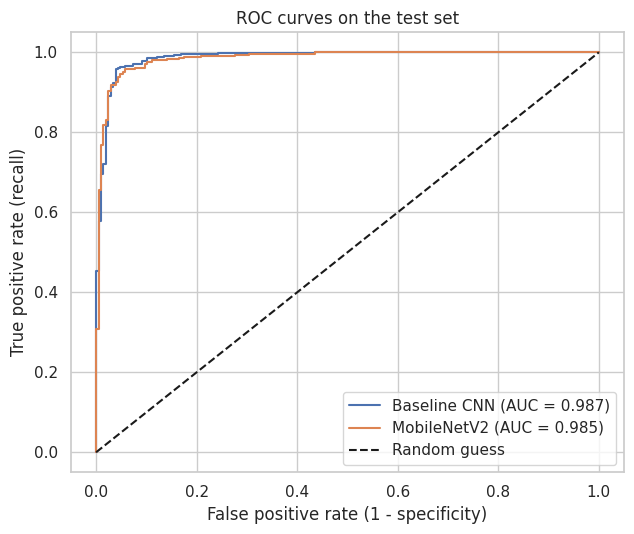 ROC curves on the test set
True positive rate (recall)
1.0
0.8
0.6
0.4
0.2
0.0
0.0 0.2 0.4 0.6 0.8 1.0
False positive rate (1 - specificity)
Baseline CNN (AUC = 0.987)
MobileNetV2 (AUC = 0.985)
Random guess